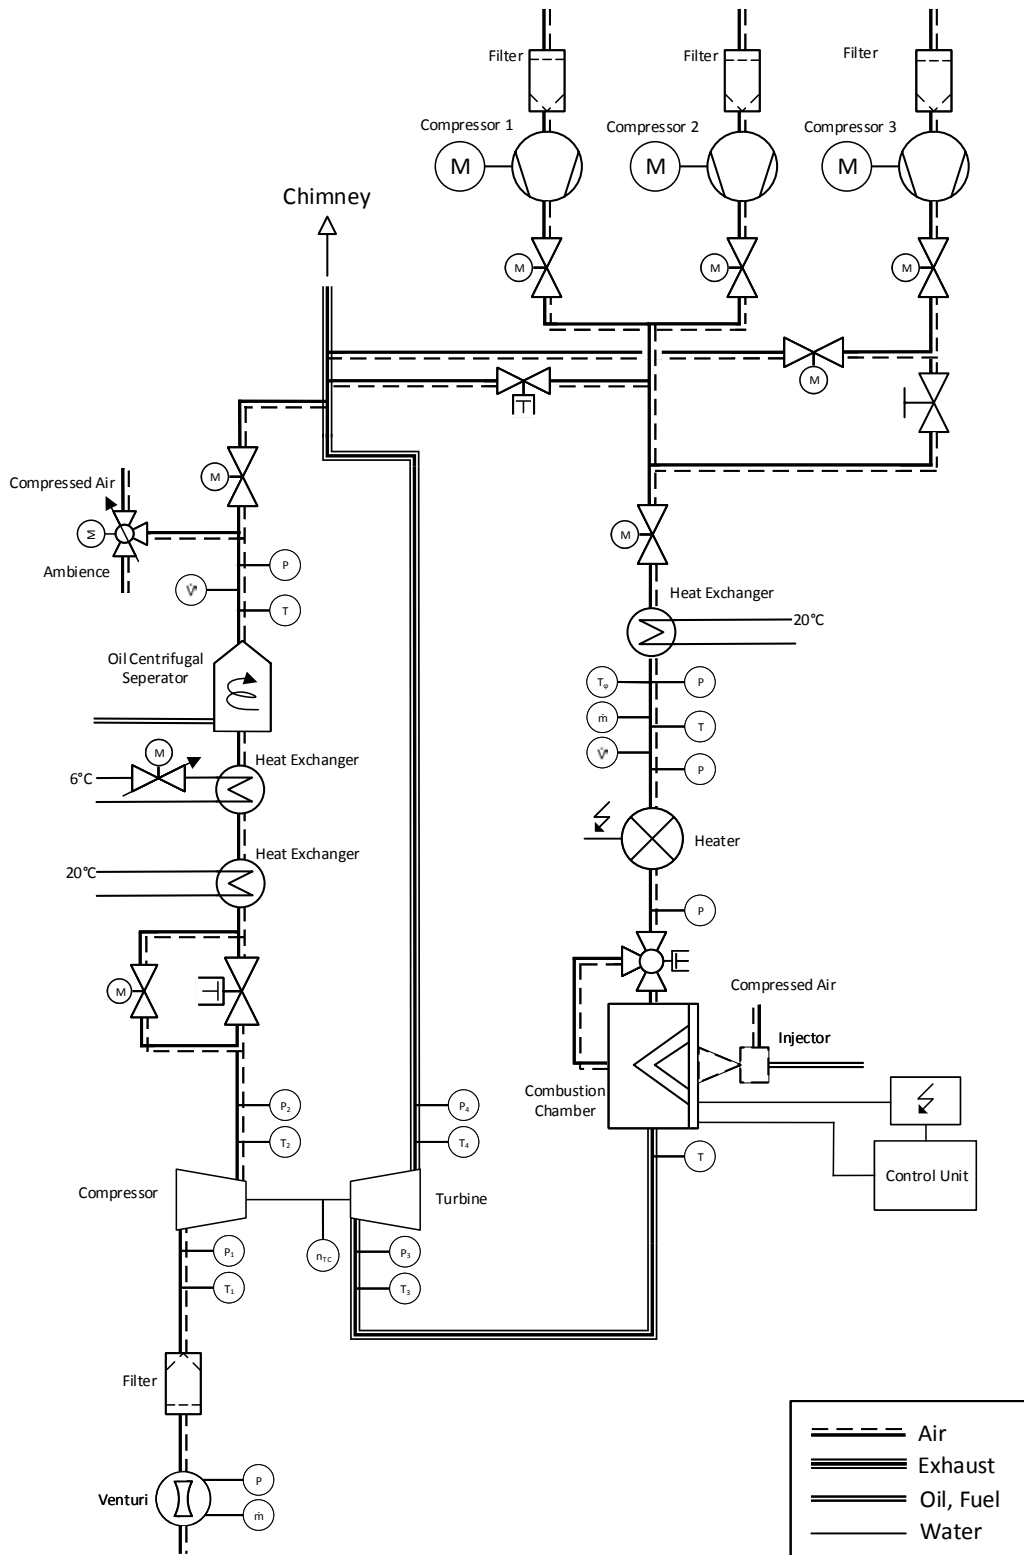 Filter
Filter
Filter
Compressor 1
Compressor 2
Compressor 3
M
M
M
Chimney
M
M
M
M
M
Compressed Air
M
Ambience
P
T
M
Heat Exchanger
20°C
Oil Centrifugal
Seperator
Tφ
P
ṁ
T
P
M
Heat Exchanger
6°C
Heater
Heat Exchanger
20°C
P
M
Compressed Air
Injector
Combustion
Chamber
P₂
P₄
T₂
T₄
T
Control Unit
Compressor
Turbine
P₁
nTC
P₃
T₁
T₃
Filter
Venturi
P
ṁ
Air
Exhaust
Oil, Fuel
Water